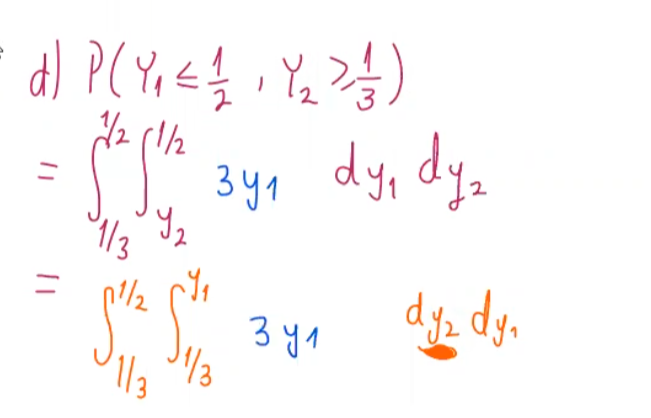 d) P(Y₁ ≤ 1/2 , Y₂ ≥ 1/3)
= ∫_{1/3}^{1/2} ∫_{y₂}^{1/2} 3y₁ dy₁ dy₂
= ∫_{1/3}^{1/2} ∫_{1/3}^{y₁} 3y₁ dy₂ dy₁